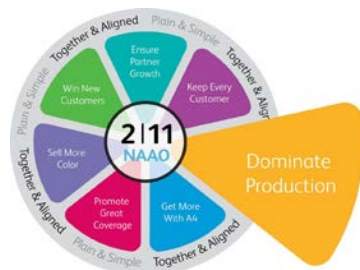 Together & Aligned
Plain & Simple
Together & Aligned
Plain & Simple
Together & Aligned
Plain & Simple
Together & Aligned
Ensure
Partner
Growth
Keep Every
Customer
Dominate
Production
Get More
With A4
Promote
Great
Coverage
Sell More
Color
Win New
Customers
2|11
NAAO